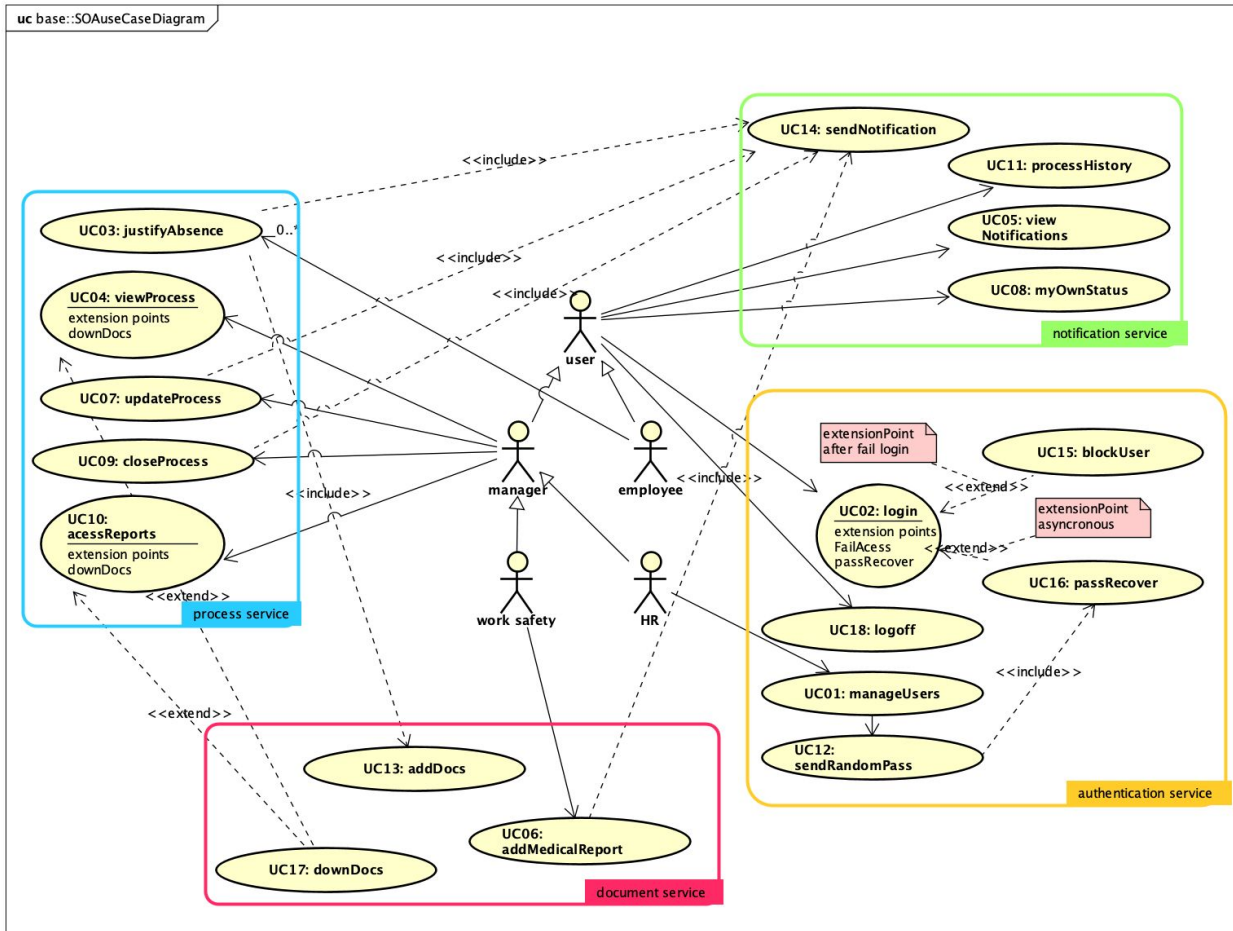 uc base::SOAuseCaseDiagram
UC14: sendNotification
<<include>>
UC11: processHistory
UC03: justifyAbsence
0..*
UC05: view
Notifications
<<include>>
UC04: viewProcess
extension points
downDocs
<<include>>
UC08: myOwnStatus
notification service
user
UC07: updateProcess
extensionPoint
after fail login
UC15: blockUser
UC09: closeProcess
<<include>>
<<extend>>
manager
employee
<<include>>
UC10:
acessReports
extension points
downDocs
UC02: login
extension points
FailAcess
passRecover
extensionPoint
asyncronous
<<extend>>
UC16: passRecover
<<extend>>
process service
work safety
HR
UC18: logoff
<<include>>
UC01: manageUsers
<<extend>>
UC12:
sendRandomPass
UC13: addDocs
authentication service
UC06:
addMedicalReport
UC17: downDocs
document service